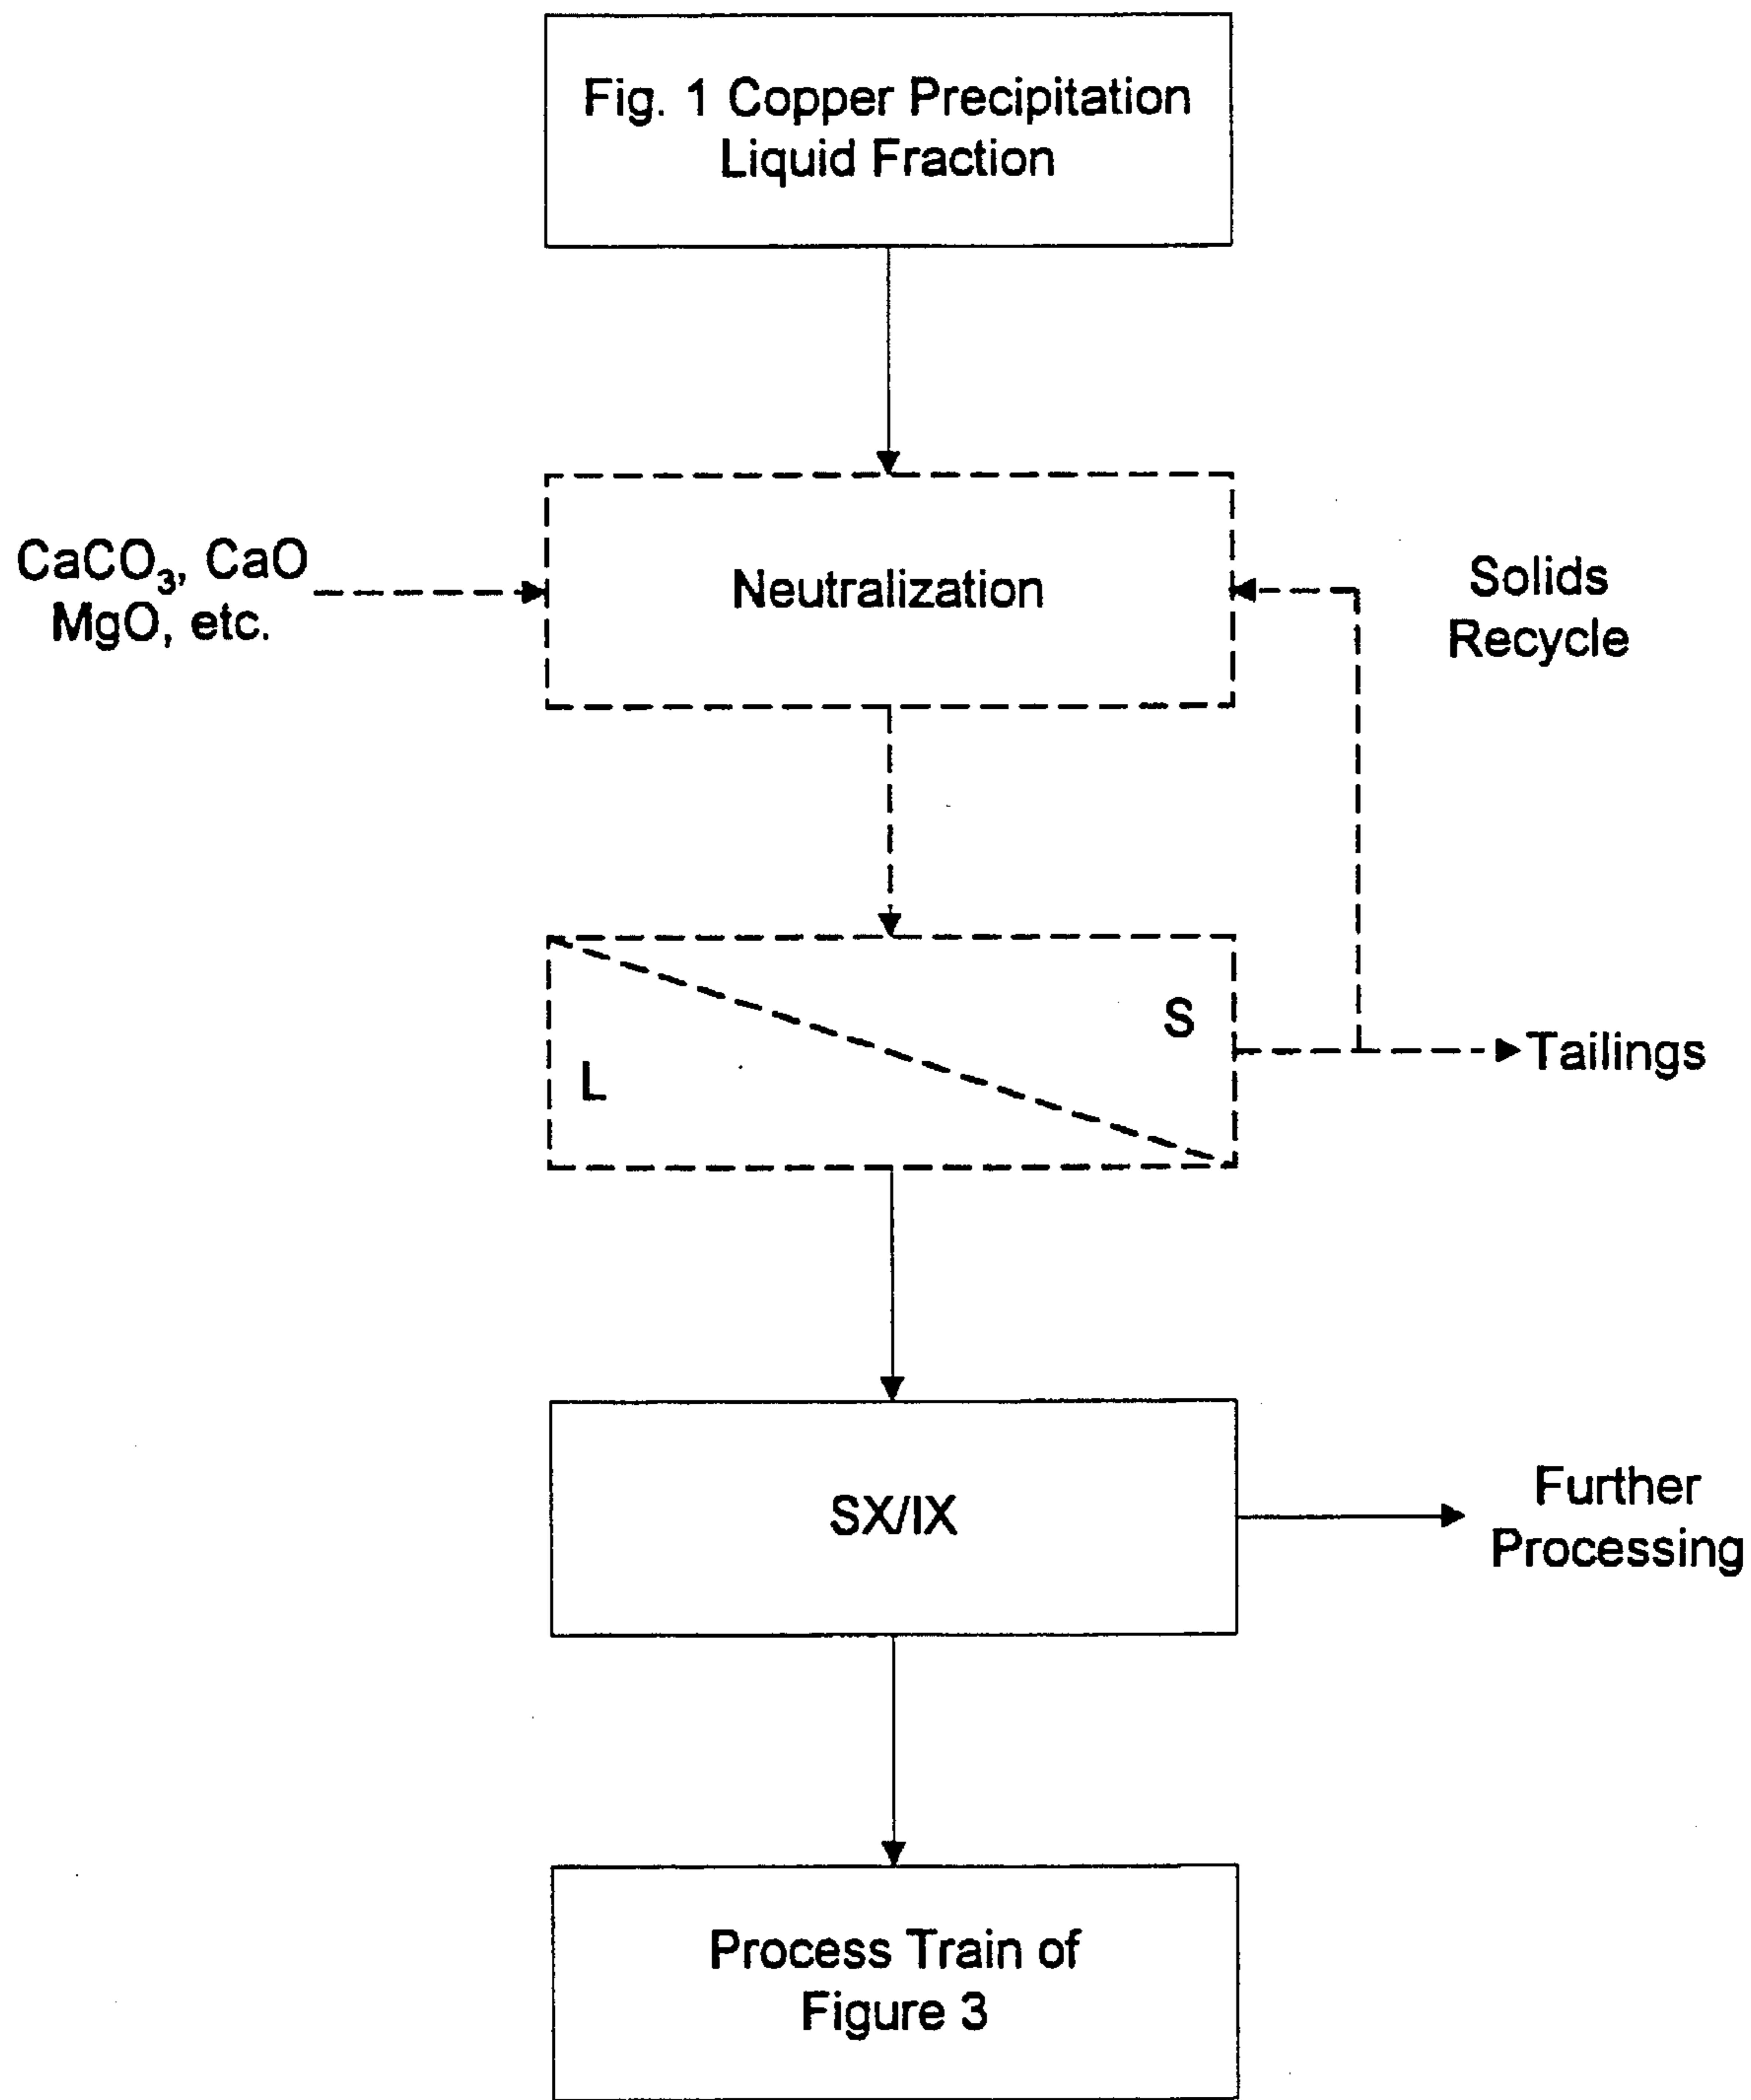 Fig. 1 Copper Precipitation
Liquid Fraction
CaCO₃, CaO
MgO, etc.
Neutralization
Solids
Recycle
S
L
Tailings
SX/IX
Further
Processing
Process Train of
Figure 3